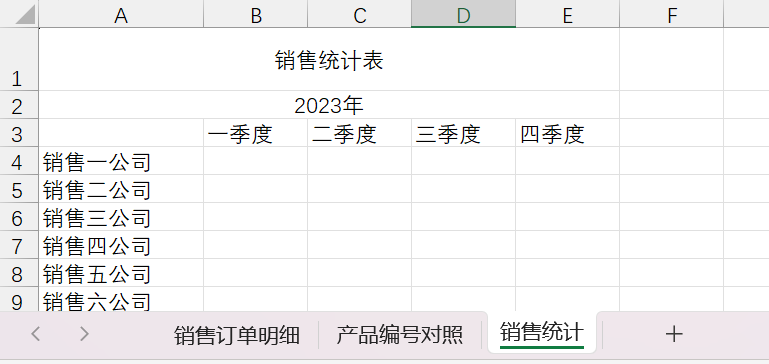 A B C D E F
1 销售统计表
2 2023年
3 一季度 二季度 三季度 四季度
4 销售一公司
5 销售二公司
6 销售三公司
7 销售四公司
8 销售五公司
9 销售六公司
销售订单明细 产品编号对照 销售统计 +